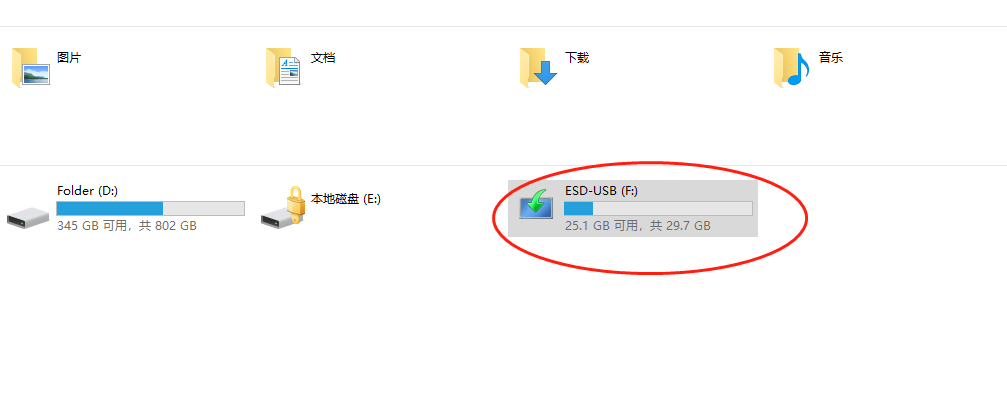 图片
文档
下载
音乐
Folder (D:)
345 GB 可用，共 802 GB
本地磁盘 (E:)
ESD-USB (F:)
25.1 GB 可用，共 29.7 GB